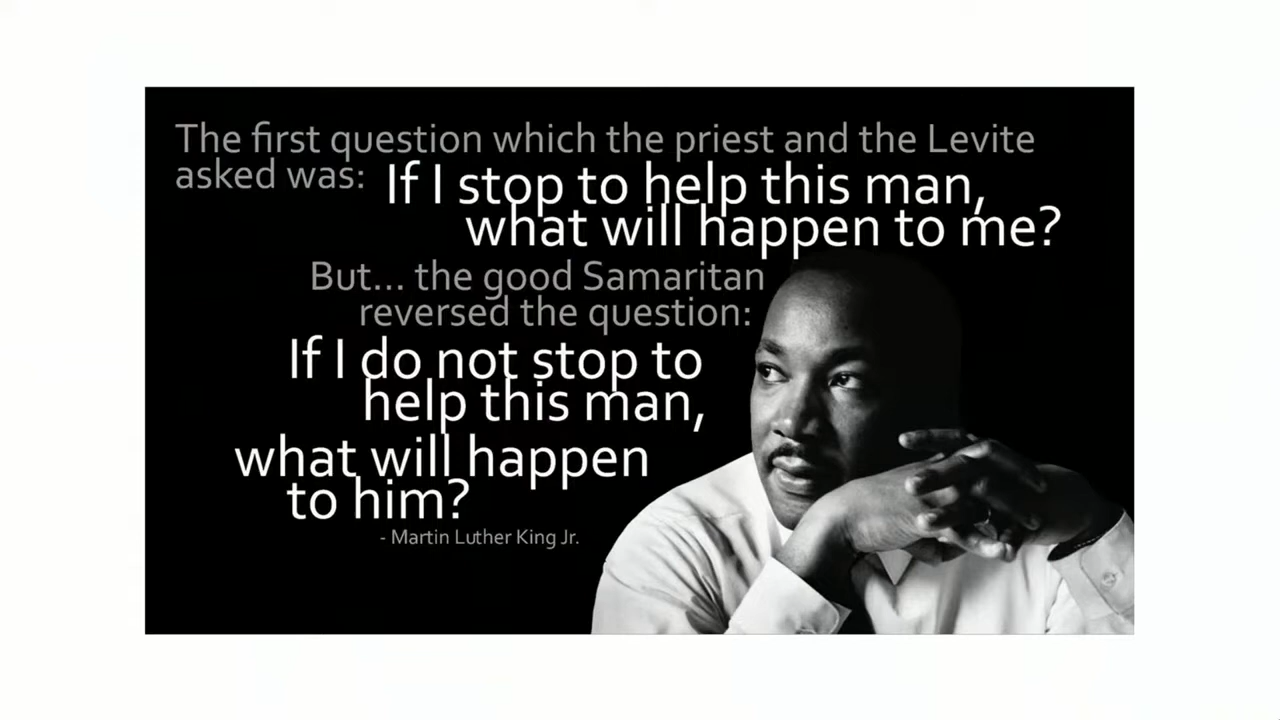 The first question which the priest and the Levite
asked was: If I stop to help this man,
what will happen to me?
But... the good Samaritan
reversed the question:
If I do not stop to
help this man,
what will happen
to him?
- Martin Luther King Jr.